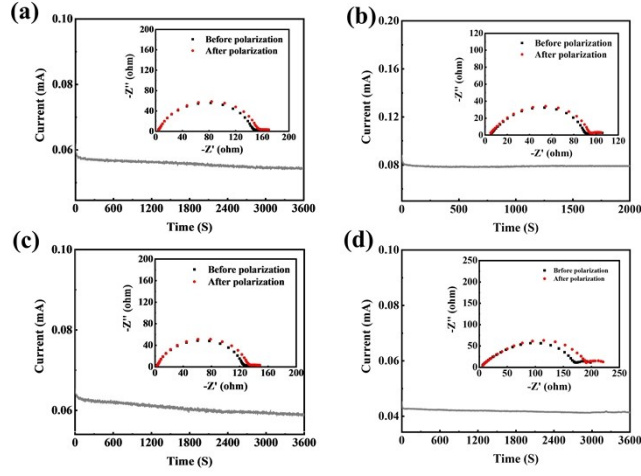 (a)
0.10
0.08
0.06
0.04
Current (mA)
0 600 1200 1800 2400 3000 3600
Time (S)
200
160
120
80
40
0
-Z'' (ohm)
0 40 80 120 160 200
-Z' (ohm)
Before polarization
After polarization
(b)
0.20
0.16
0.12
0.08
0.04
Current (mA)
0 500 1000 1500 2000
Time (S)
120
100
80
60
40
20
0
-Z'' (ohm)
0 20 40 60 80 100 120
-Z' (ohm)
Before polarization
After polarization
(c)
0.10
0.08
0.06
Current (mA)
0 600 1200 1800 2400 3000 3600
Time (S)
200
160
120
80
40
0
-Z'' (ohm)
0 40 80 120 160 200
-Z' (ohm)
Before polarization
After polarization
(d)
0.10
0.08
0.06
0.04
Current (mA)
0 600 1200 1800 2400 3000 3600
Time (S)
250
200
150
100
50
0
-Z'' (ohm)
0 50 100 150 200 250
-Z' (ohm)
Before polarization
After polarization